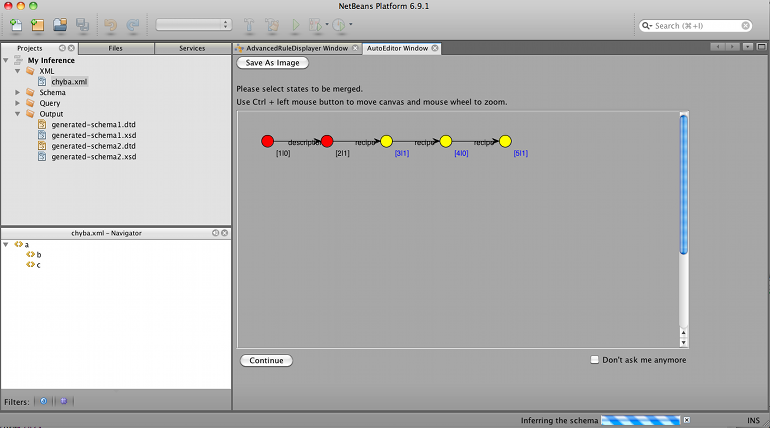 NetBeans Platform 6.9.1
Search (⌘+I)
Projects
Files
Services
AdvancedRuleDisplayer Window
AutoEditor Window
My Inference
XML
chyba.xml
Schema
Query
Output
generated-schema1.dtd
generated-schema1.xsd
generated-schema2.dtd
generated-schema2.xsd
Save As Image
Please select states to be merged.
Use Ctrl + left mouse button to move canvas and mouse wheel to zoom.
description recipe recipe recipe
[1|0] [2|1] [3|1] [4|0] [5|1]
chyba.xml - Navigator
a
b
c
Continue
Don't ask me anymore
Filters:
Inferring the schema
INS